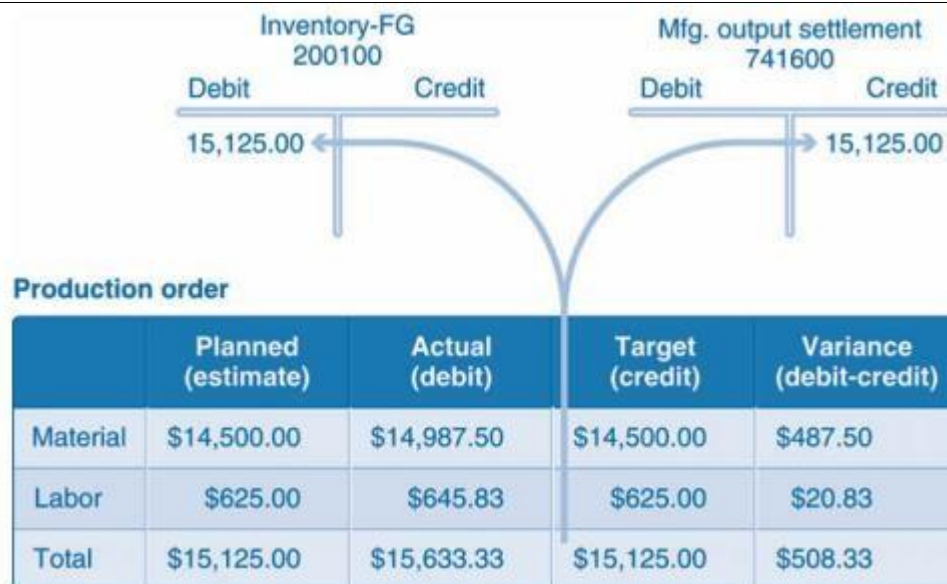 Inventory-FG
200100
Debit Credit
15,125.00
Mfg. output settlement
741600
Debit Credit
15,125.00
Production order
Planned (estimate) Actual (debit) Target (credit) Variance (debit-credit)
Material $14,500.00 $14,987.50 $14,500.00 $487.50
Labor $625.00 $645.83 $625.00 $20.83
Total $15,125.00 $15,633.33 $15,125.00 $508.33